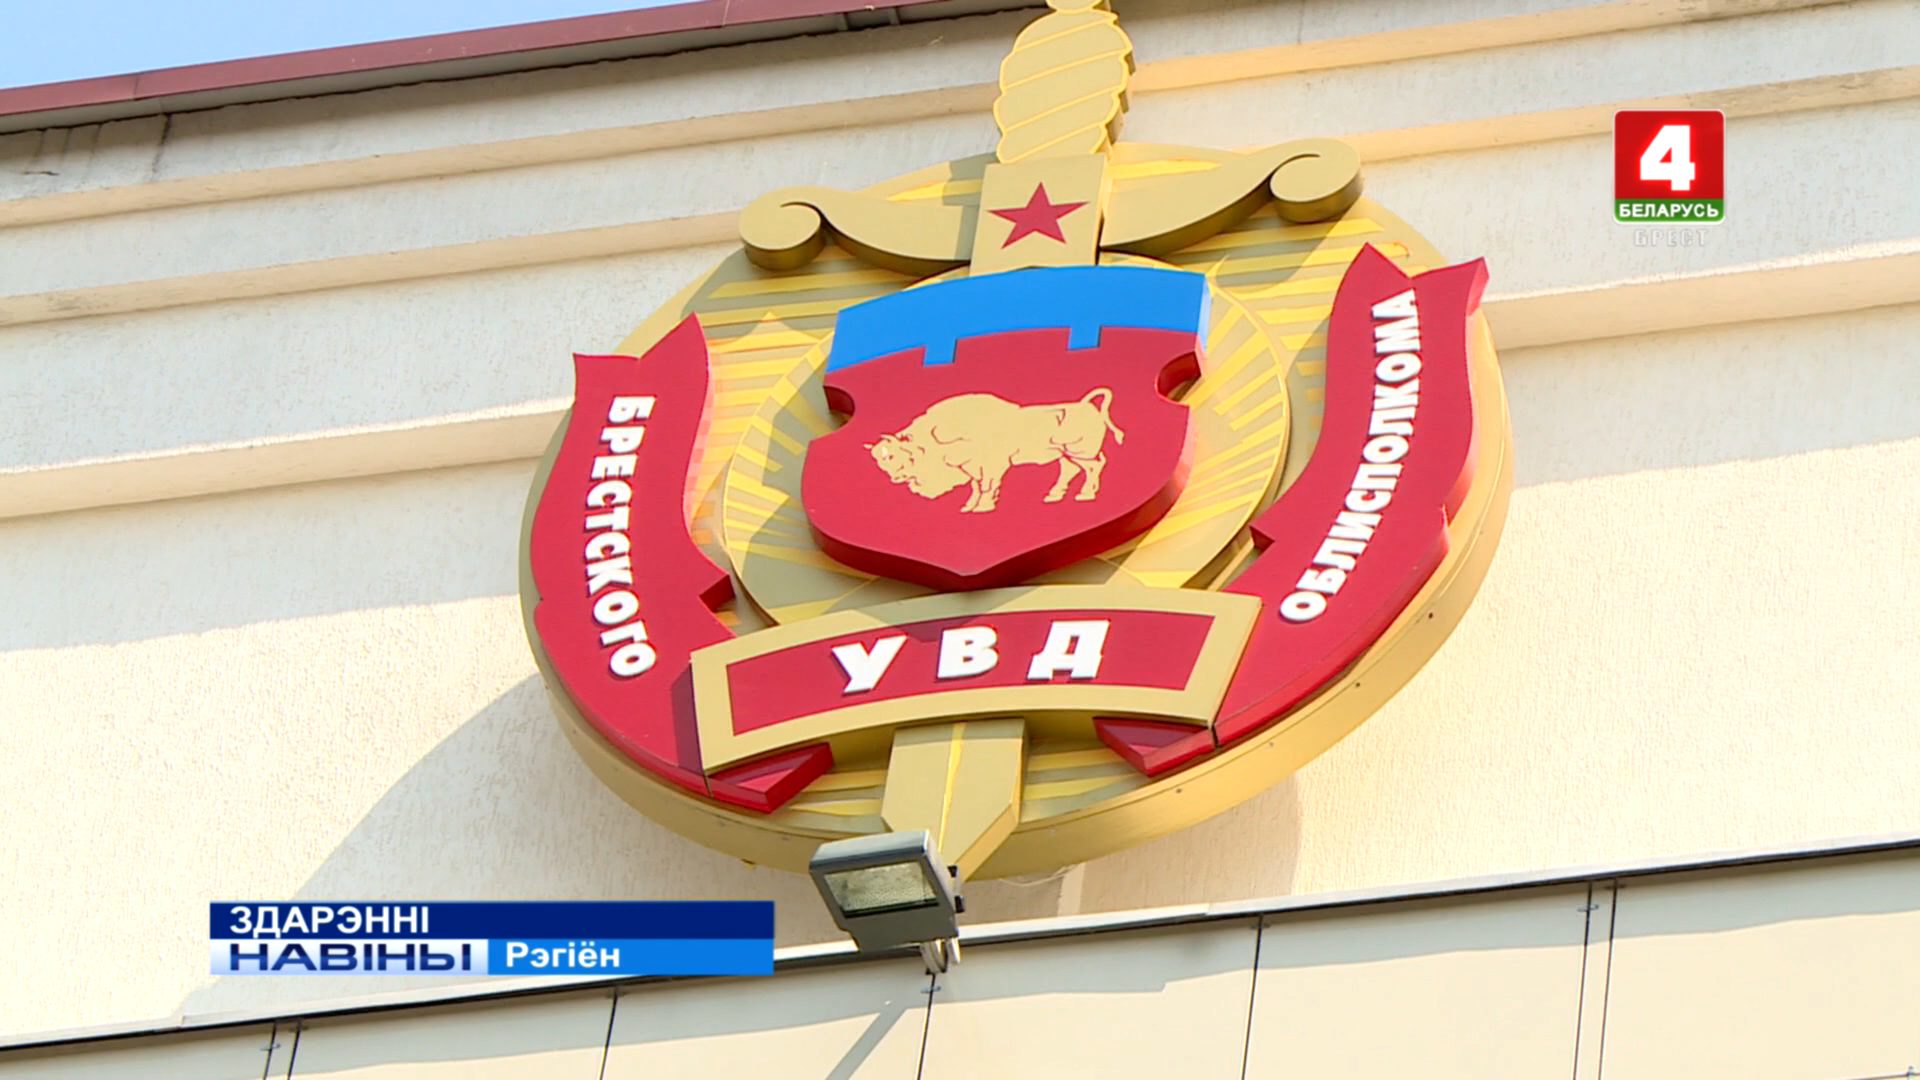 4
БЕЛАРУСЬ
БРЕСТ
БРЕСТСКОГО
ОБЛИСПОЛКОМА
УВД
ЗДАРЭННІ
НАВІНЫ Рэгіён